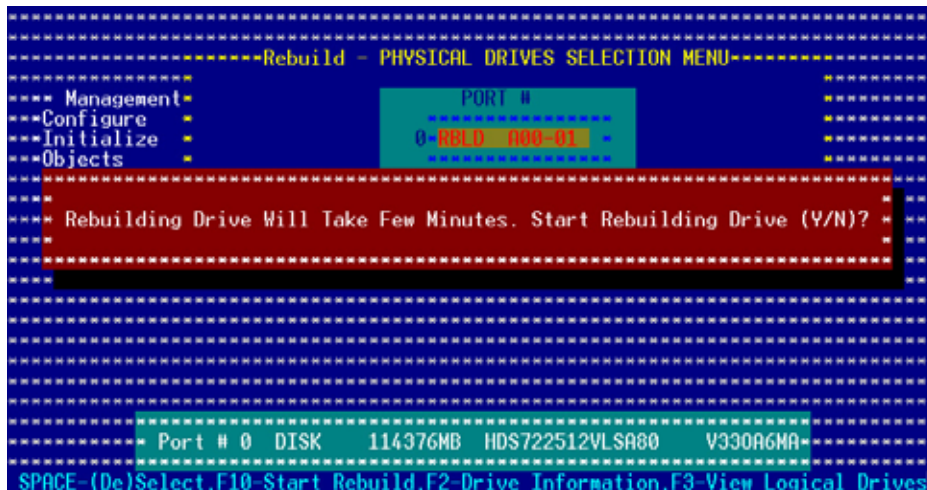 Rebuild - PHYSICAL DRIVES SELECTION MENU
Management
PORT #
Configure
Initialize
0 RBLD A00-01
Objects
Rebuilding Drive Will Take Few Minutes. Start Rebuilding Drive (Y/N)?
Port # 0 DISK 114376MB HDS722512VLSA80 V33OA6MA
SPACE-(De)Select,F10-Start Rebuild,F2-Drive Information,F3-View Logical Drives